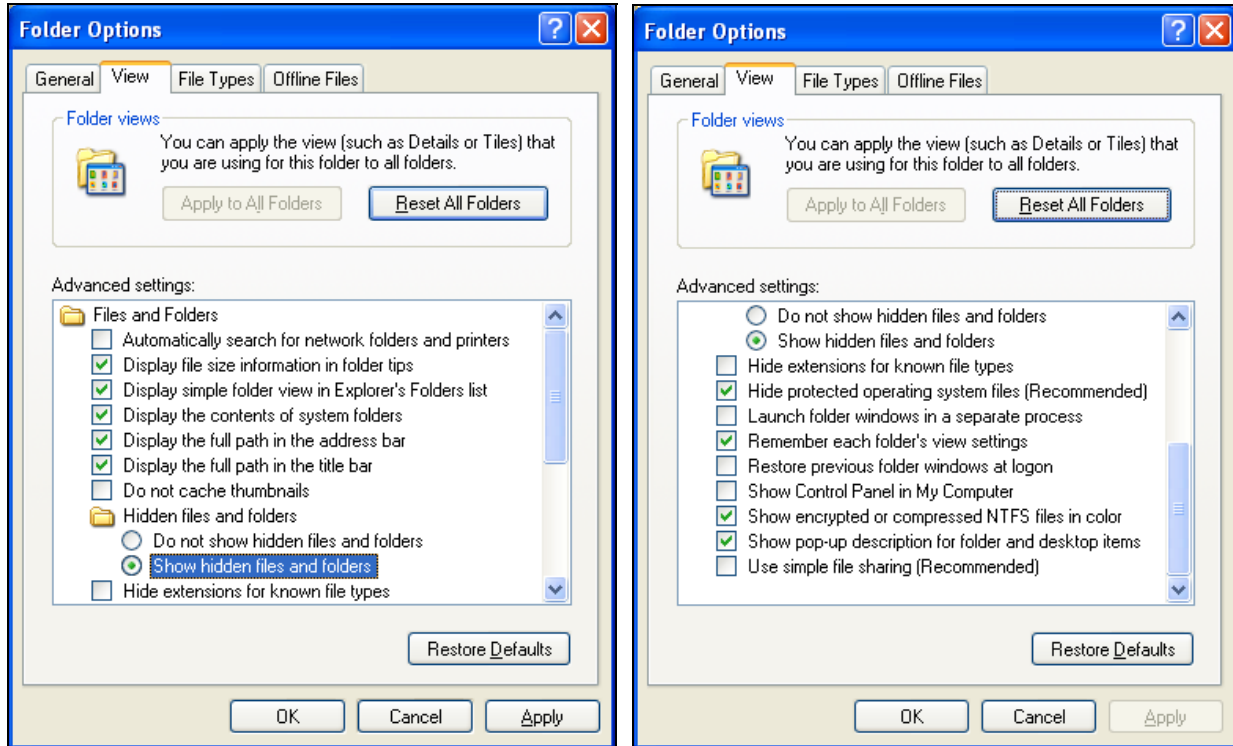 Folder Options
?
X
General
View
File Types
Offline Files
Folder views
You can apply the view (such as Details or Tiles) that
you are using for this folder to all folders.
Apply to All Folders
Reset All Folders
Advanced settings:
Files and Folders
Automatically search for network folders and printers
Display file size information in folder tips
Display simple folder view in Explorer's Folders list
Display the contents of system folders
Display the full path in the address bar
Display the full path in the title bar
Do not cache thumbnails
Hidden files and folders
Do not show hidden files and folders
Show hidden files and folders
Hide extensions for known file types
Restore Defaults
OK
Cancel
Apply
Folder Options
?
X
General
View
File Types
Offline Files
Folder views
You can apply the view (such as Details or Tiles) that
you are using for this folder to all folders.
Apply to All Folders
Reset All Folders
Advanced settings:
Do not show hidden files and folders
Show hidden files and folders
Hide extensions for known file types
Hide protected operating system files (Recommended)
Launch folder windows in a separate process
Remember each folder's view settings
Restore previous folder windows at logon
Show Control Panel in My Computer
Show encrypted or compressed NTFS files in color
Show pop-up description for folder and desktop items
Use simple file sharing (Recommended)
Restore Defaults
OK
Cancel
Apply